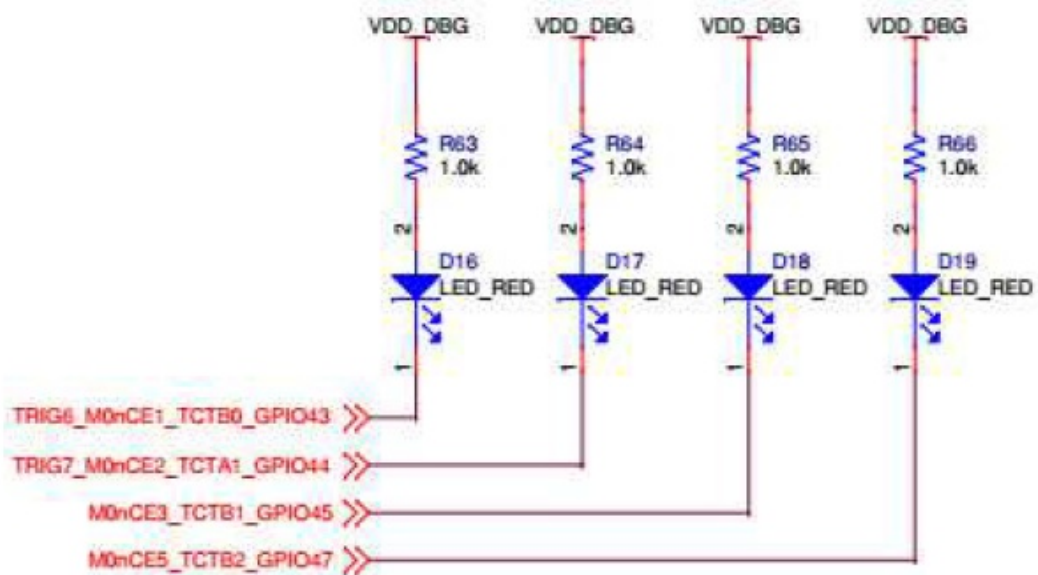 VDD_DBG VDD_DBG VDD_DBG VDD_DBG
R63 R64 R65 R66
1.0k 1.0k 1.0k 1.0k
2 2 2 2
D16 D17 D18 D19
LED_RED LED_RED LED_RED LED_RED
1 1 1 1
TRIG6_M0nCE1_TCTB0_GPIO43
TRIG7_M0nCE2_TCTA1_GPIO44
M0nCE3_TCTB1_GPIO45
M0nCE5_TCTB2_GPIO47